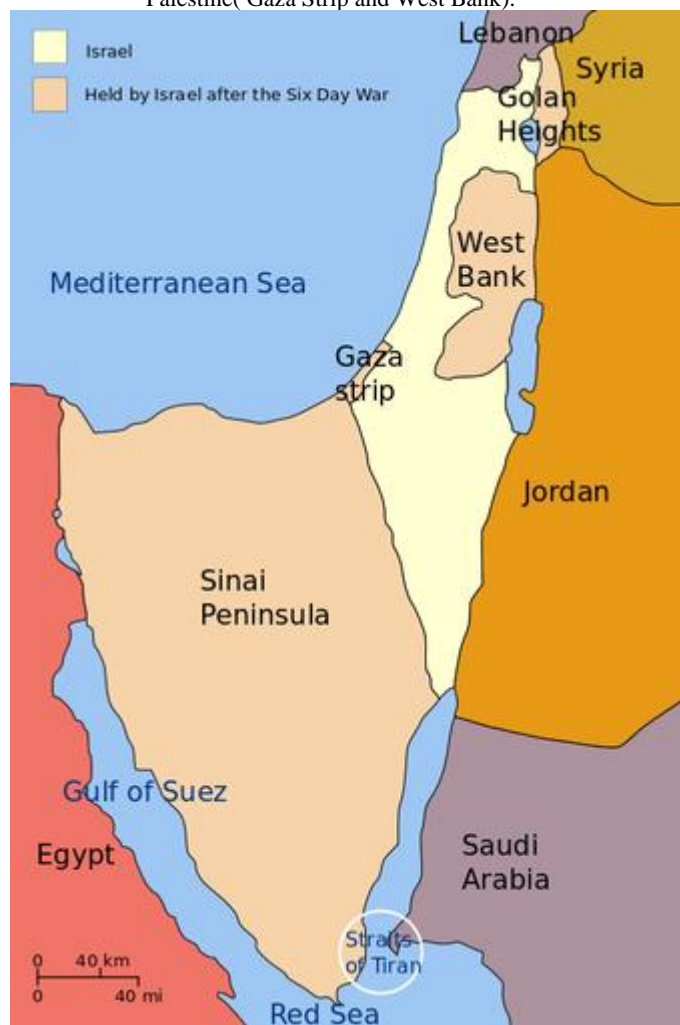 Palestine( Gaza Strip and West Bank).
Lebanon
Israel
Syria
Held by Israel after the Six Day War
Golan
Heights
West
Bank
Mediterranean Sea
Gaza
strip
Jordan
Sinai
Peninsula
Gulf of Suez
Egypt
Saudi
Arabia
Straits
of Tiran
0 40 km
0 40 mi
Red Sea